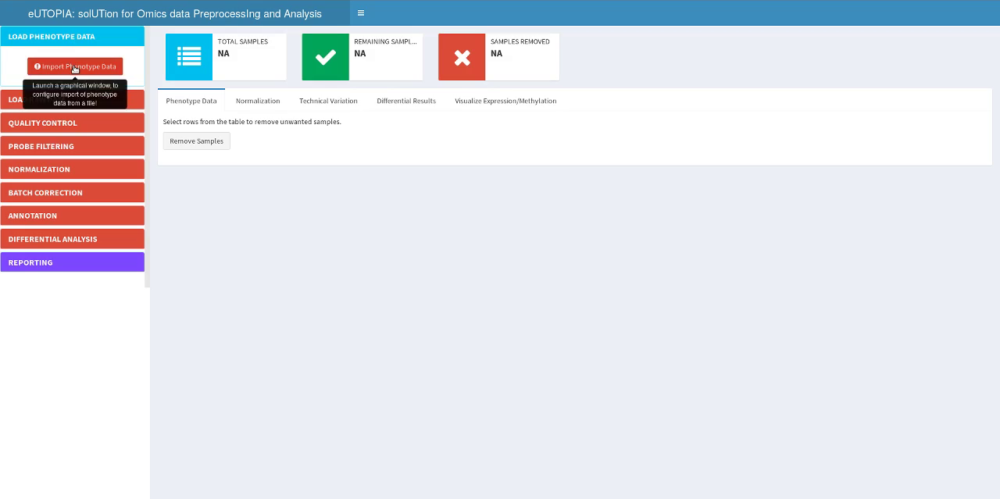 eUTOPIA: solUTion for Omics data PreprocessIng and Analysis
LOAD PHENOTYPE DATA
Import Phenotype Data
Launch a graphical window, to
configure import of phenotype
data from a file!
QUALITY CONTROL
PROBE FILTERING
NORMALIZATION
BATCH CORRECTION
ANNOTATION
DIFFERENTIAL ANALYSIS
REPORTING
TOTAL SAMPLES
NA
REMAINING SAMPL...
NA
SAMPLES REMOVED
NA
Phenotype Data Normalization Technical Variation Differential Results Visualize Expression/Methylation
Select rows from the table to remove unwanted samples.
Remove Samples